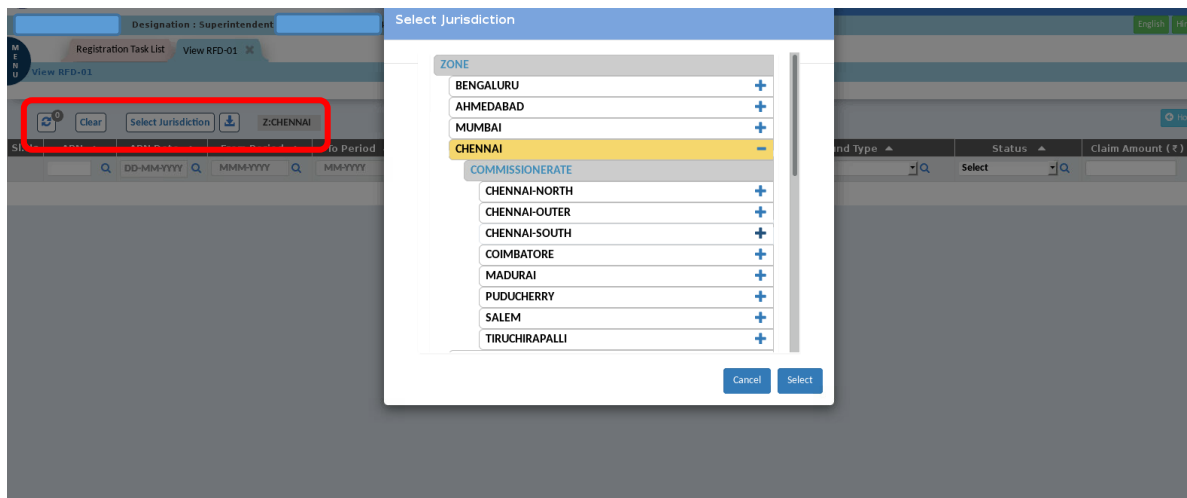 Select Jurisdiction
Designation : Superintendent
English
M E N U
Registration Task List
View RFD-01
View RFD-01
0
Clear
Select Jurisdiction
Z:CHENNAI
ZONE
BENGALURU
AHMEDABAD
MUMBAI
CHENNAI
COMMISSIONERATE
CHENNAI-NORTH
CHENNAI-OUTER
CHENNAI-SOUTH
COIMBATORE
MADURAI
PUDUCHERRY
SALEM
TIRUCHIRAPALLI
To Period
Type
Status
Claim Amount (₹)
DD-MM-YYYY
MMM-YYYY
MM-YYYY
Select
Cancel
Select